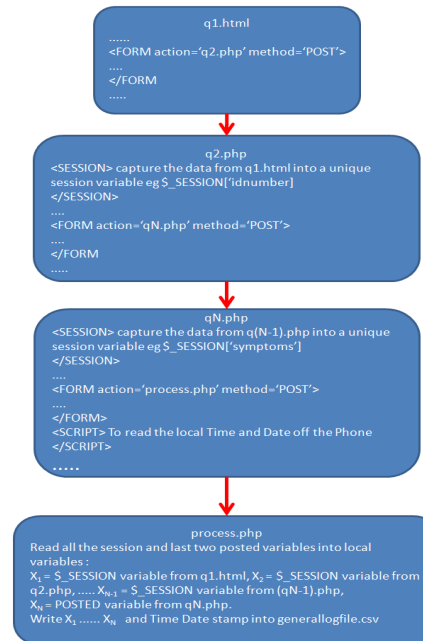 q1.html
......
<FORM action=‘q2.php’ method=‘POST’>
....
</FORM
.....
q2.php
<SESSION> capture the data from q1.html into a unique
session variable eg $_SESSION[‘idnumber]
</SESSION>
....
<FORM action=‘qN.php’ method=‘POST’>
....
</FORM
.....
qN.php
<SESSION> capture the data from q(N-1).php into a unique
session variable eg $_SESSION[‘symptoms’]
</SESSION>
....
<FORM action=‘process.php’ method=‘POST’>
....
</FORM>
<SCRIPT> To read the local Time and Date off the Phone
</SCRIPT>
.....
process.php
Read all the session and last two posted variables into local
variables :
X1 = $_SESSION variable from q1.html, X2 = $_SESSION variable from
q2.php, ..... XN-1 = $_SESSION variable from (qN-1).php,
XN = POSTED variable from qN.php.
Write X1 ...... XN and Time Date stamp into generallogfile.csv